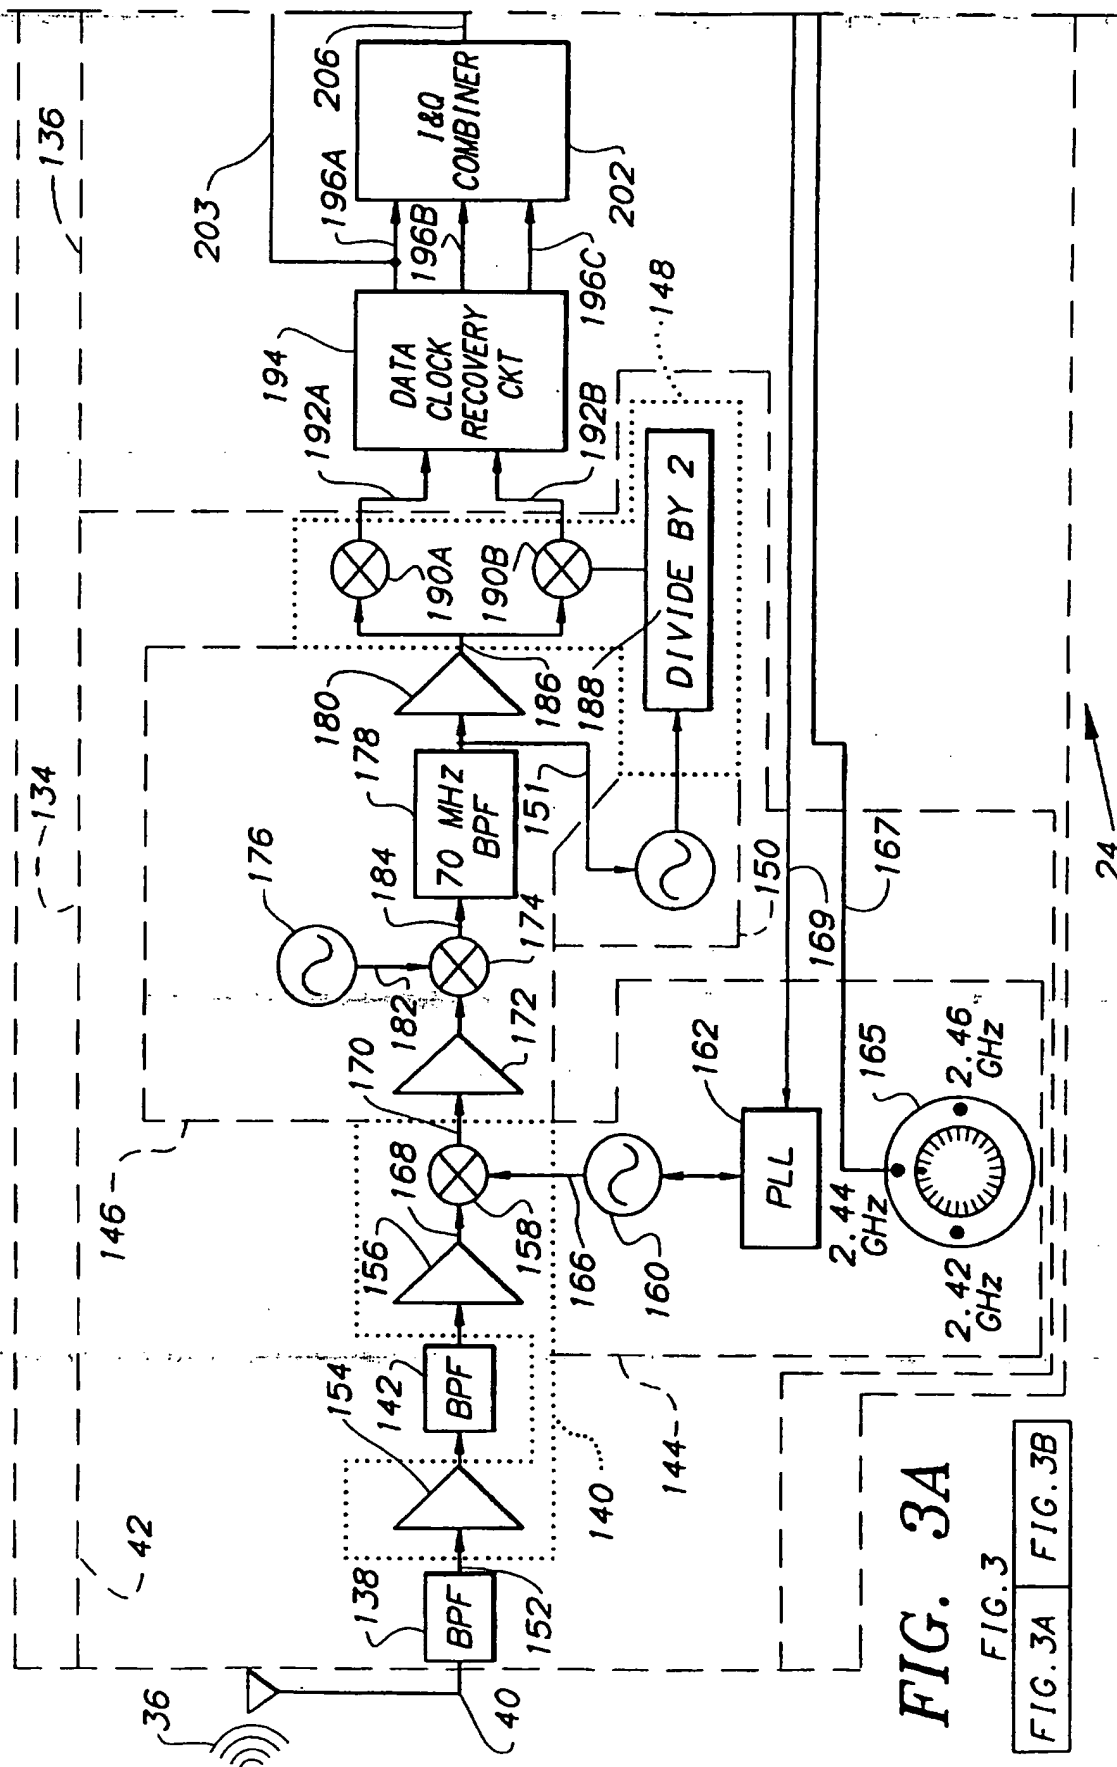 36
40
42
134
136
138
BPF
152
154
142
BPF
140
156
168
158
170
146
144
166
160
162
PLL
2.44
GHz
2.42
GHz
2.46
GHz
165
172
182
176
174
184
70 MHZ
BPF
178
180
151
186
150
169
167
188
DIVIDE BY 2
148
190A
190B
192A
192B
194
DATA
CLOCK
RECOVERY
CKT
196A
196B
196C
203
I&Q
COMBINER
202
206
24
FIG. 3A
FIG.3
FIG.3A FIG.3B